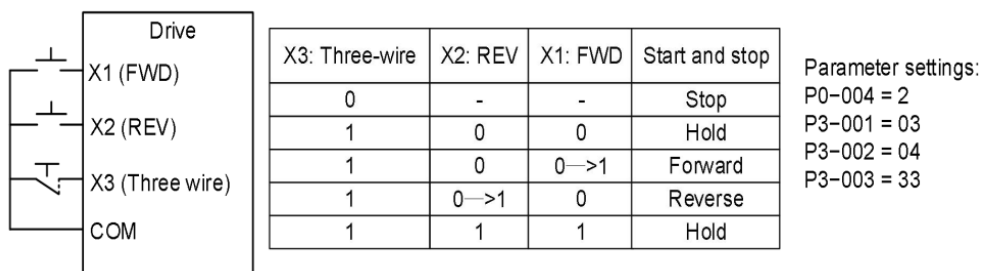 Drive
X1 (FWD)
X2 (REV)
X3 (Three wire)
COM
X3: Three-wire X2: REV X1: FWD Start and stop
0 - - Stop
1 0 0 Hold
1 0 0—>1 Forward
1 0—>1 0 Reverse
1 1 1 Hold
Parameter settings:
P0-004 = 2
P3-001 = 03
P3-002 = 04
P3-003 = 33